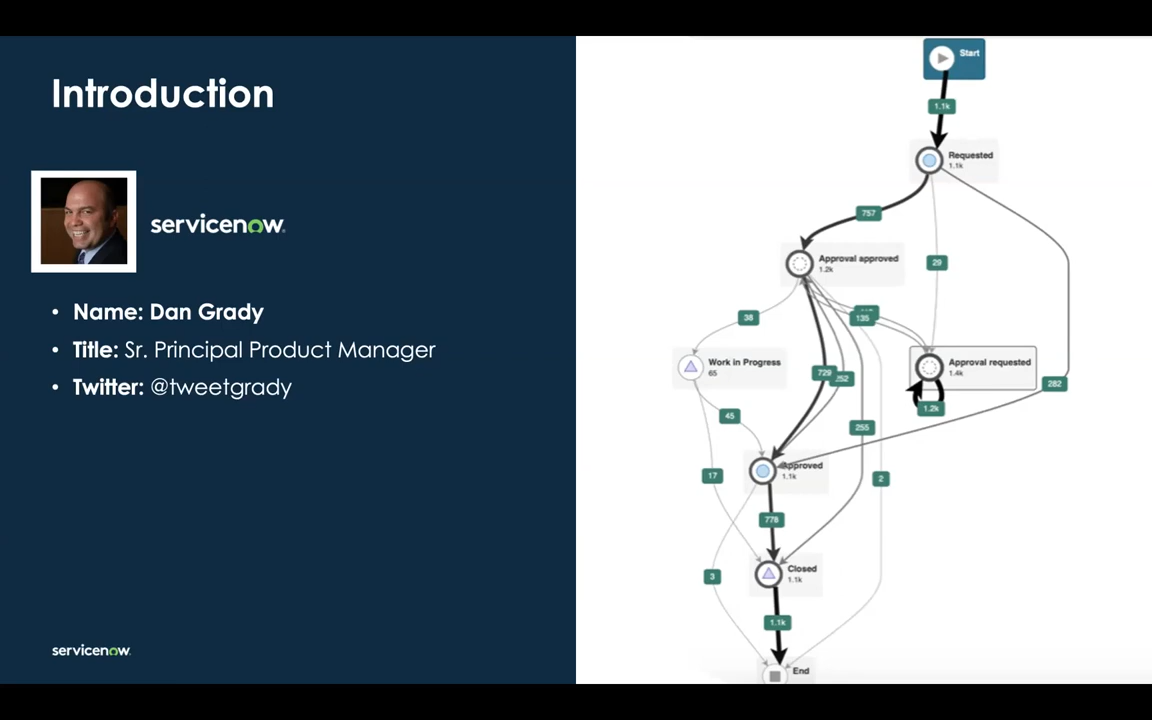 Introduction
servicenow
• Name: Dan Grady
• Title: Sr. Principal Product Manager
• Twitter: @tweetgrady
servicenow
Start
1.1k
Requested
1.1k
757
Approval approved
1.2k
29
38
135
Work in Progress
65
Approval requested
1.4k
729
252
282
1.2k
45
255
Approved
1.1k
17
2
778
Closed
1.1k
3
1.1k
End